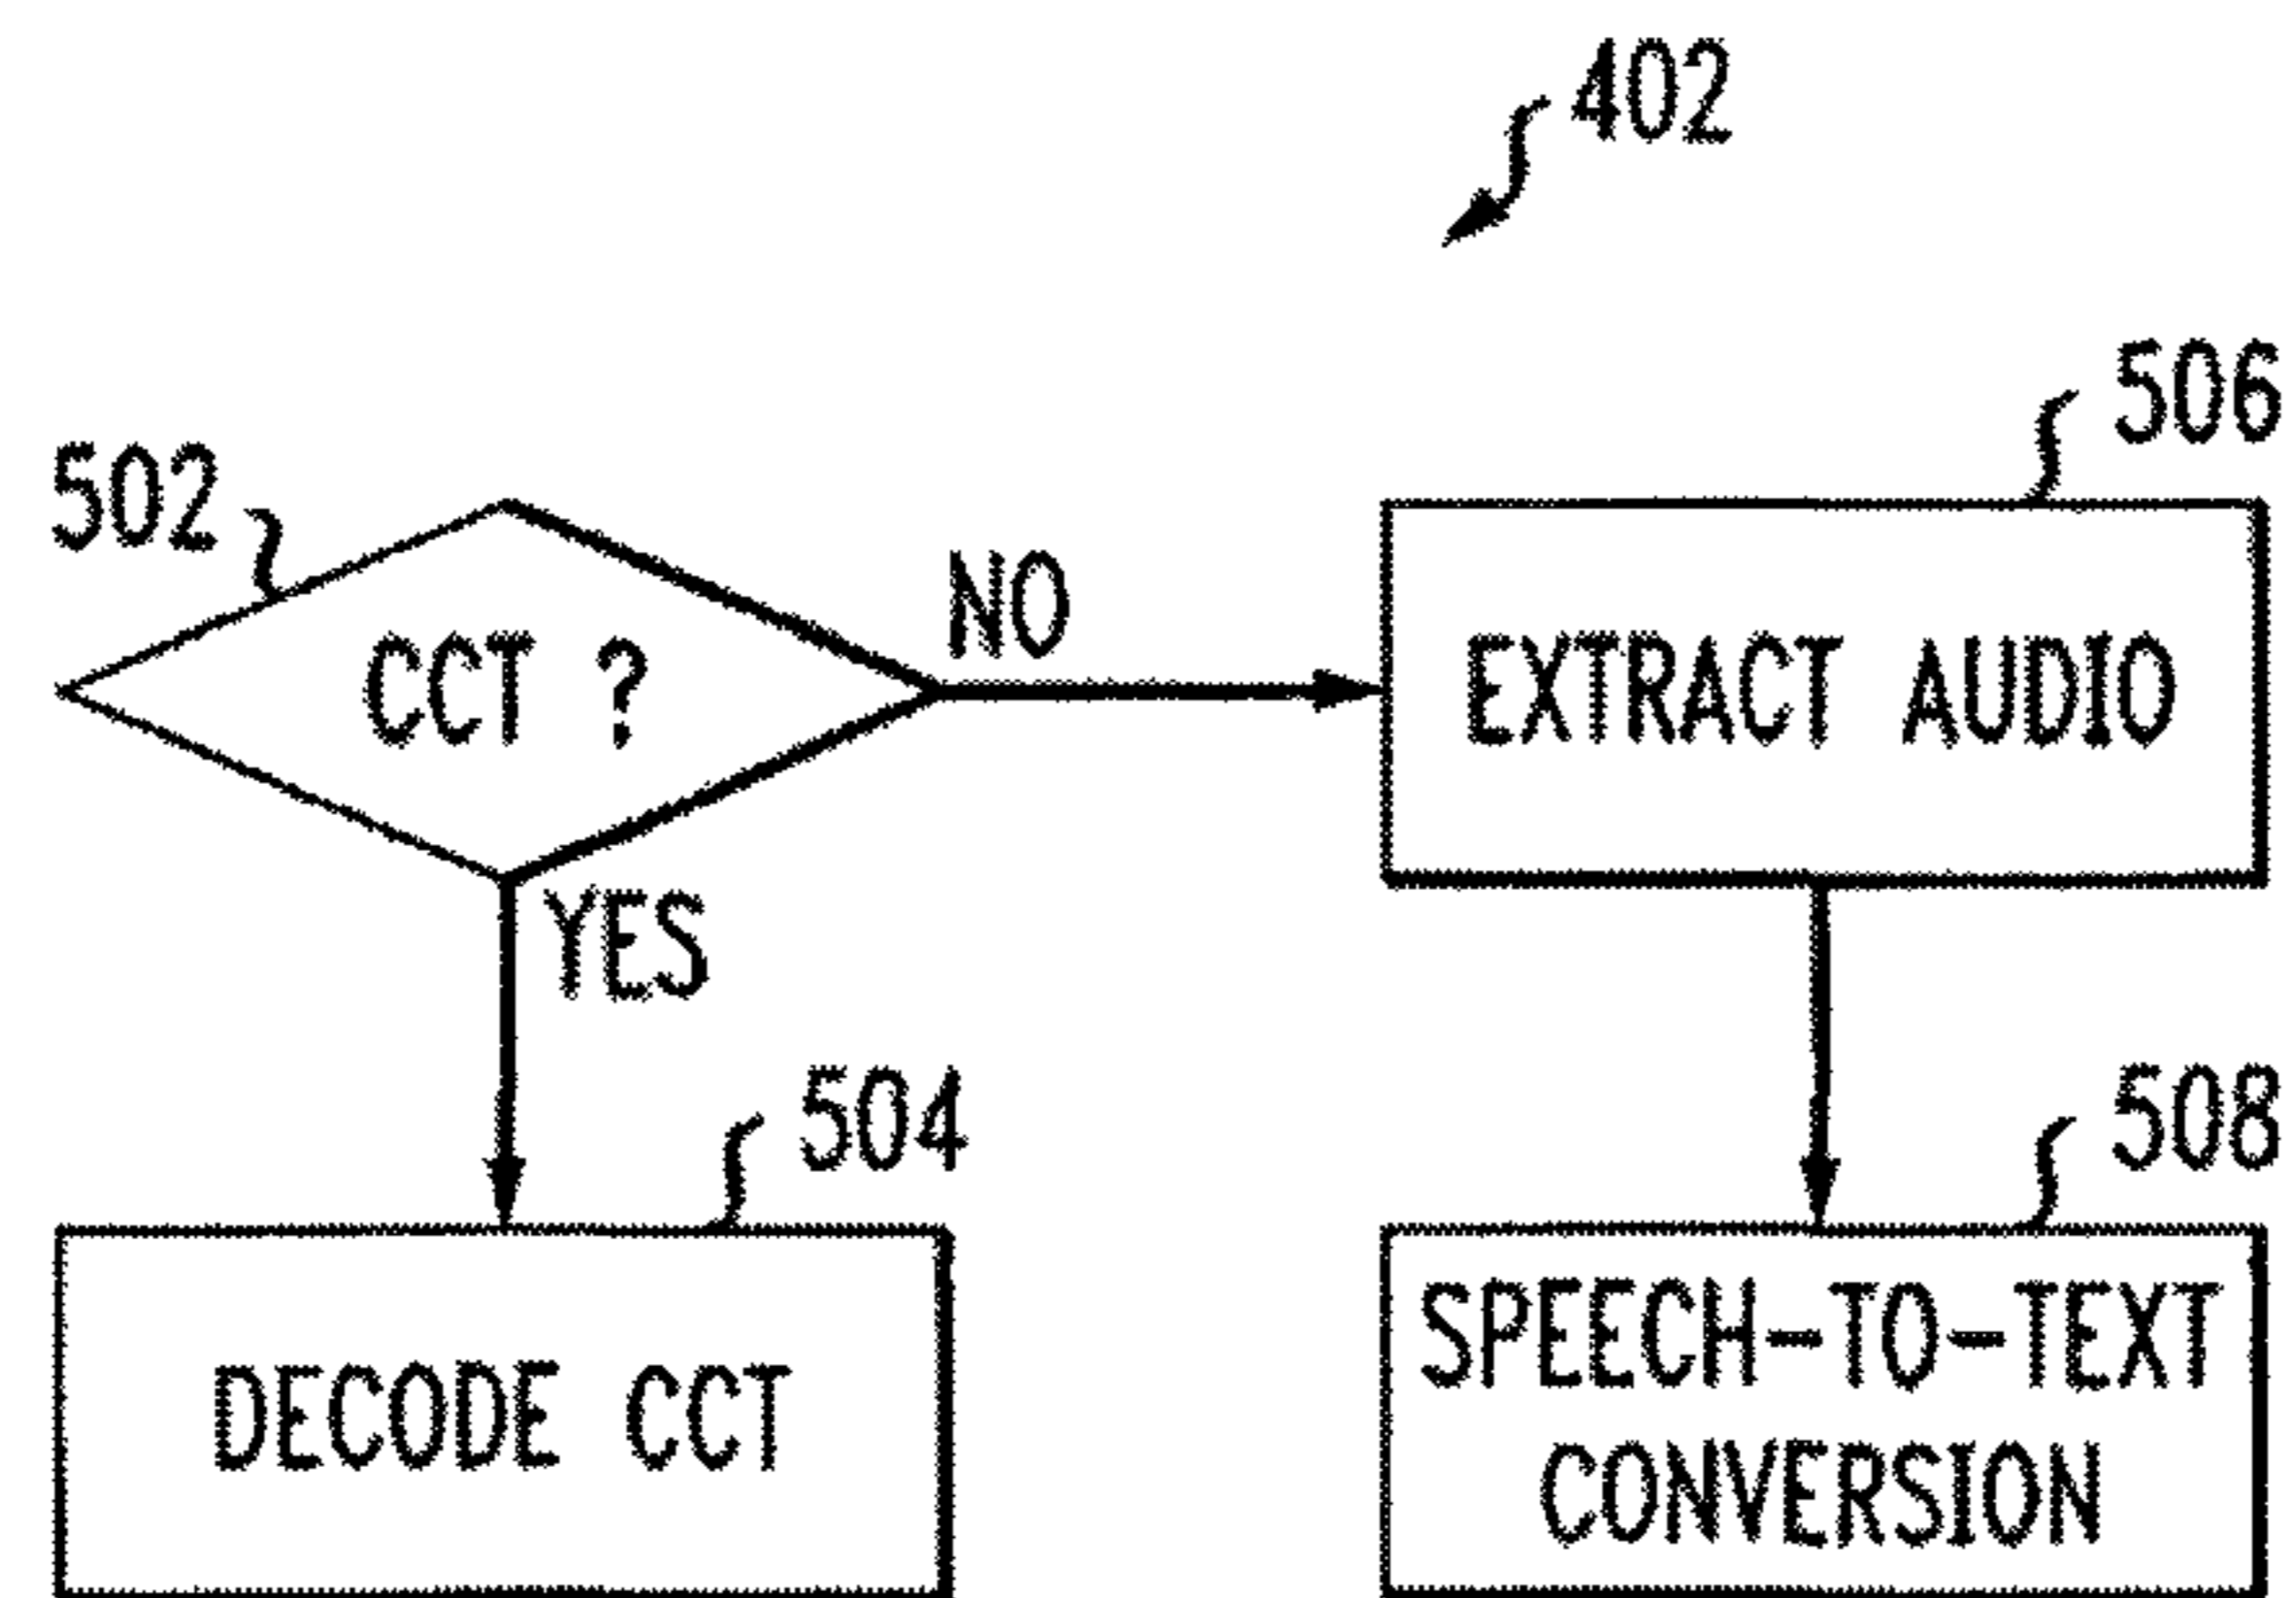 402
506
502
NO
CCT ?
EXTRACT AUDIO
YES
504
508
DECODE CCT
SPEECH-TO-TEXT
CONVERSION